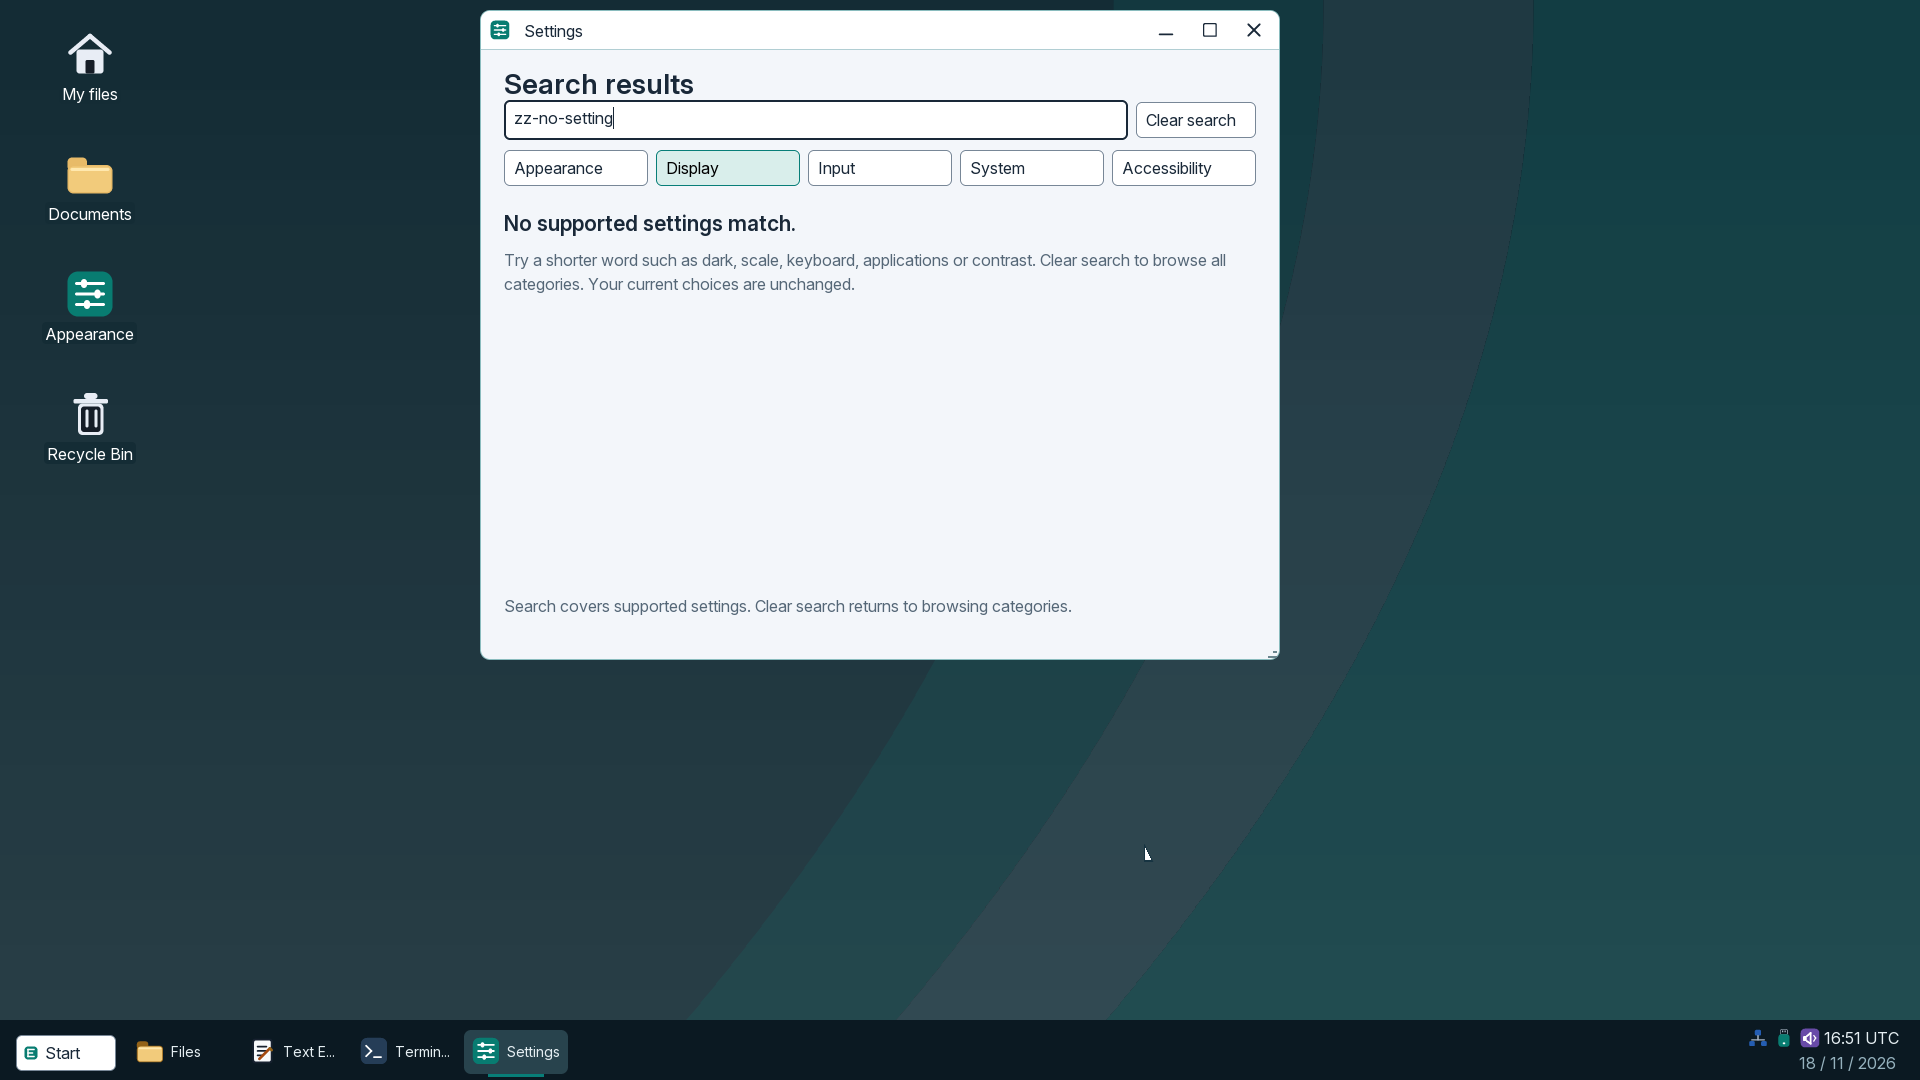 My files
Documents
Appearance
Recycle Bin
Settings
Search results
zz-no-setting
Clear search
Appearance
Display
Input
System
Accessibility
No supported settings match.
Try a shorter word such as dark, scale, keyboard, applications or contrast. Clear search to browse all
categories. Your current choices are unchanged.
Search covers supported settings. Clear search returns to browsing categories.
Start
Files
Text E...
Termin...
Settings
16:51 UTC
18 / 11 / 2026